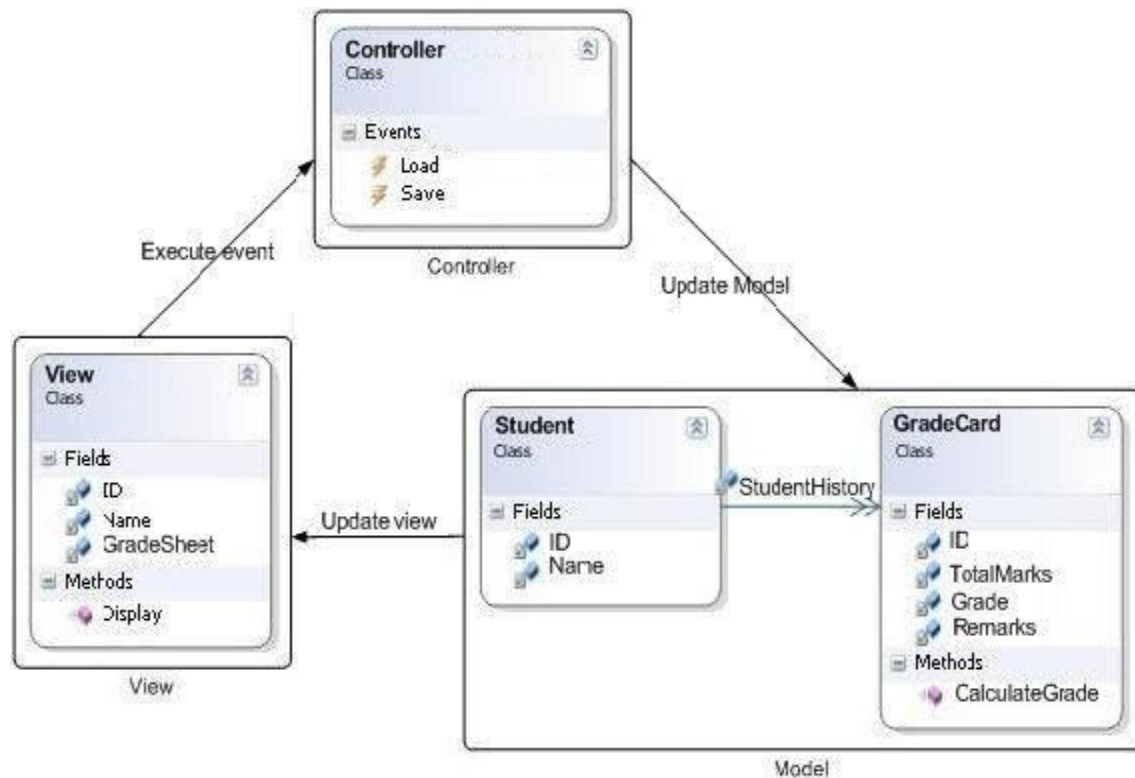 Controller
Class
Events
Load
Save
Controller
Execute event
Update Model
View
Class
Fields
ID
Name
GradeSheet
Methods
Display
View
Update view
Student
Class
Fields
ID
Name
StudentHistory
GradeCard
Class
Fields
ID
TotalMarks
Grade
Remarks
Methods
CalculateGrade
Model